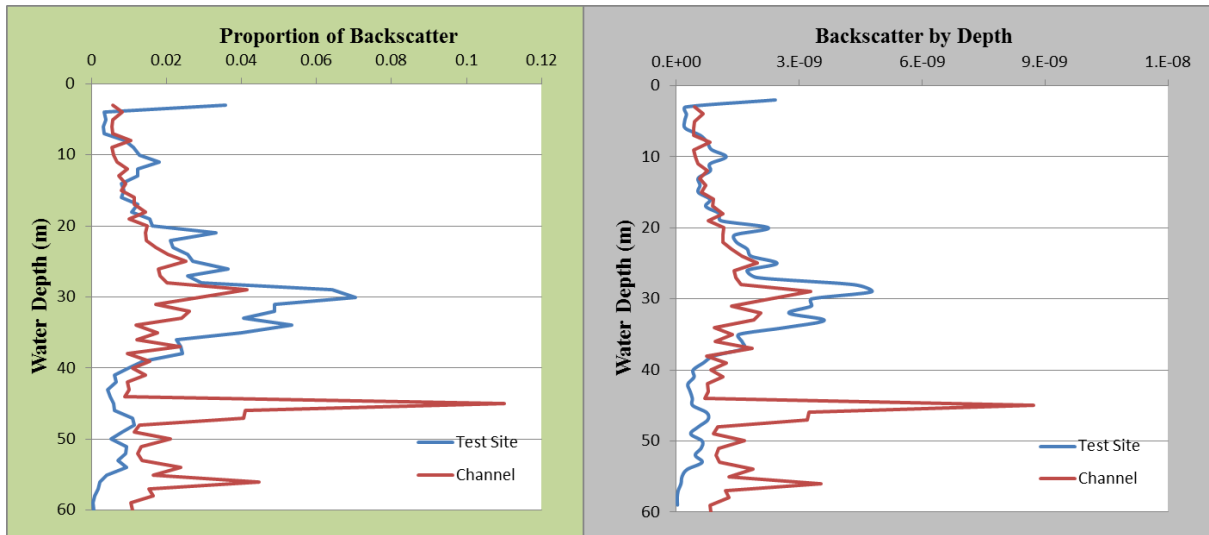 Proportion of Backscatter
0 0.02 0.04 0.06 0.08 0.1 0.12
0
10
20
30
40
50
60
Water Depth (m)
Test Site
Channel
Backscatter by Depth
0.E+00 3.E-09 6.E-09 9.E-09 1.E-08
0
10
20
30
40
50
60
Water Depth (m)
Test Site
Channel